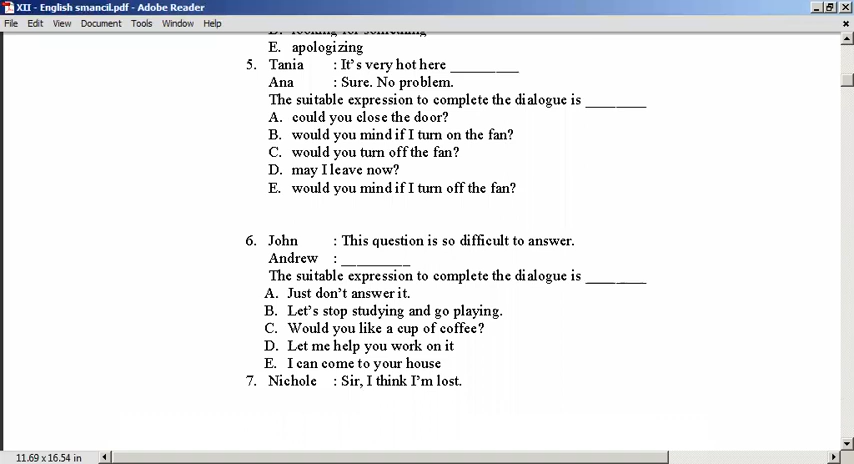 XII - English smancil.pdf - Adobe Reader
File Edit View Document Tools Window Help
D. looking for something
E. apologizing
5. Tania : It's very hot here ________
Ana : Sure. No problem.
The suitable expression to complete the dialogue is _______
A. could you close the door?
B. would you mind if I turn on the fan?
C. would you turn off the fan?
D. may I leave now?
E. would you mind if I turn off the fan?
6. John : This question is so difficult to answer.
Andrew : ________
The suitable expression to complete the dialogue is _______
A. Just don't answer it.
B. Let's stop studying and go playing.
C. Would you like a cup of coffee?
D. Let me help you work on it
E. I can come to your house
7. Nichole : Sir, I think I'm lost.
11.69 x 16.54 in